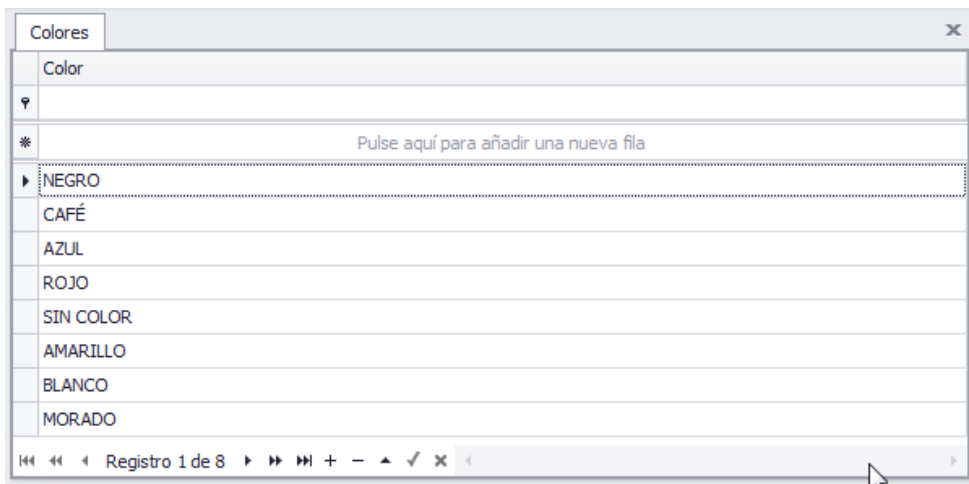 Colores
Color
Pulse aquí para añadir una nueva fila
NEGRO
CAFÉ
AZUL
ROJO
SIN COLOR
AMARILLO
BLANCO
MORADO
Registro 1 de 8